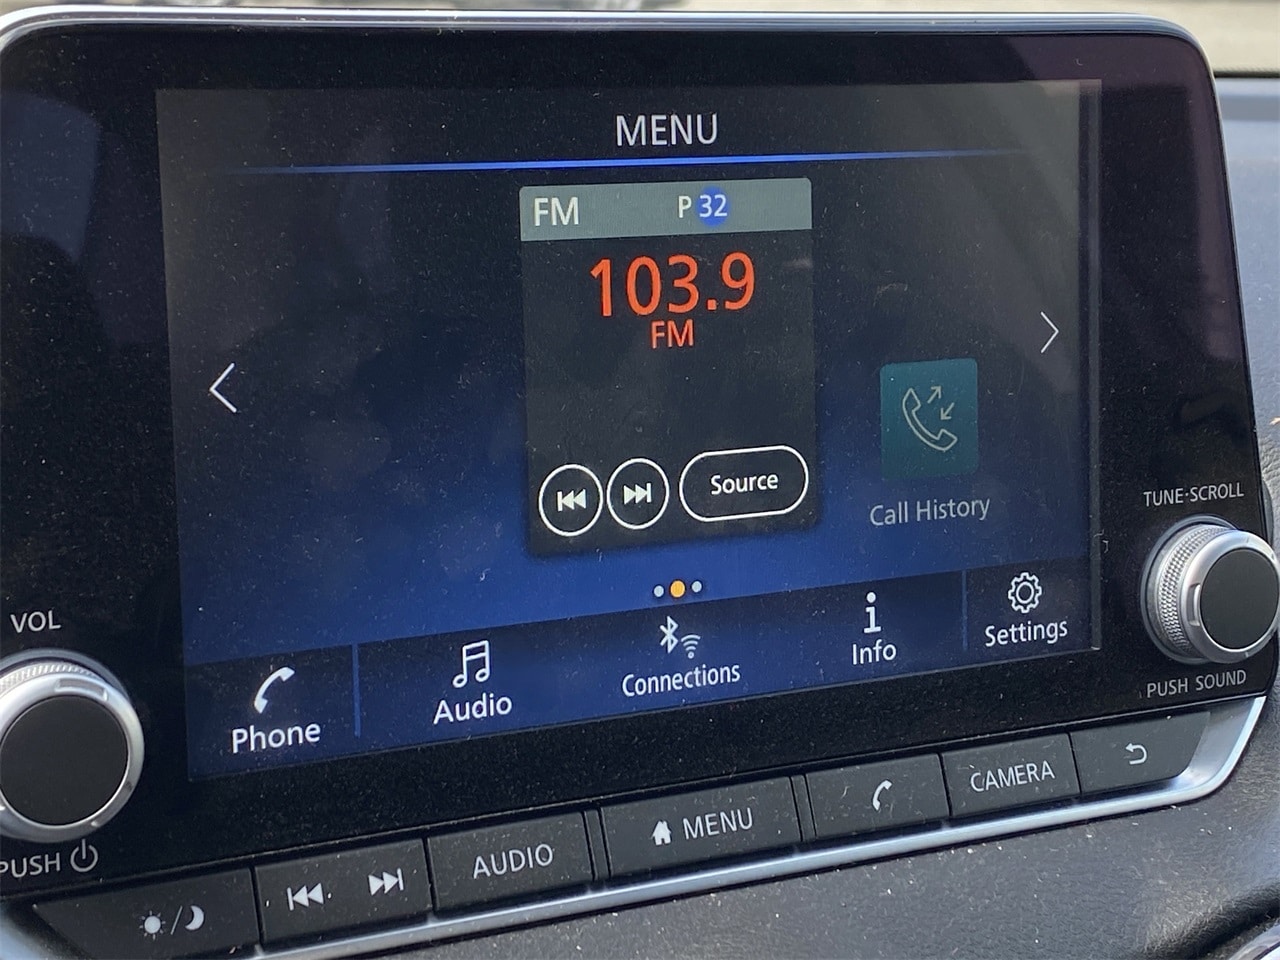 MENU
FM P 32
103.9
FM
Source
Call History
TUNE·SCROLL
VOL
Phone
Audio
Connections
Info
Settings
PUSH SOUND
PUSH
AUDIO
MENU
CAMERA